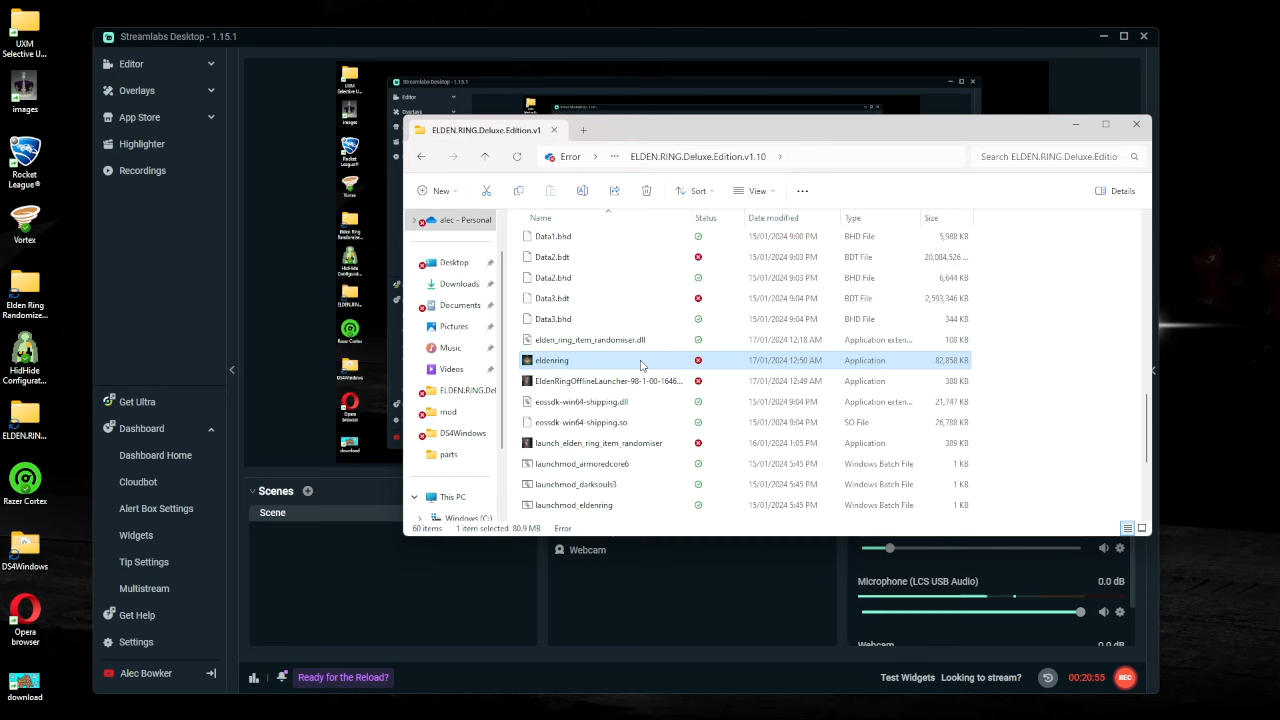 UXM
Selective U...
images
Rocket
League®
Vortex
Elden Ring
Randomize...
HidHide
Configurat...
ELDEN.RIN...
Razer Cortex
DS4Windows
Opera
browser
download
Streamlabs Desktop - 1.15.1
Editor
Overlays
App Store
Highlighter
Recordings
Get Ultra
Dashboard
Dashboard Home
Cloudbot
Alert Box Settings
Widgets
Tip Settings
Multistream
Get Help
Settings
Alec Bowker
ELDEN.RING.Deluxe.Edition.v1
Error > ... ELDEN.RING.Deluxe.Edition.v1.10 >
Search ELDEN.RING.Deluxe.Editio
New
Sort
View
...
Details
alec - Personal
Desktop
Downloads
Documents
Pictures
Music
Videos
ELDEN.RING.Del
mod
DS4Windows
parts
This PC
Windows (C:)
Name Status Date modified Type Size
Data1.bhd 15/01/2024 9:00 PM BHD File 5,988 KB
Data2.bdt 15/01/2024 9:03 PM BDT File 20,084,526 ...
Data2.bhd 15/01/2024 9:03 PM BHD File 6,644 KB
Data3.bdt 15/01/2024 9:04 PM BDT File 2,593,346 KB
Data3.bhd 15/01/2024 9:04 PM BHD File 344 KB
elden_ring_item_randomiser.dll 17/01/2024 12:18 AM Application exten... 108 KB
eldenring 17/01/2024 12:50 AM Application 82,858 KB
EldenRingOfflineLauncher-98-1-00-1646... 17/01/2024 12:49 AM Application 388 KB
eossdk-win64-shipping.dll 15/01/2024 9:04 PM Application exten... 21,747 KB
eossdk-win64-shipping.so 15/01/2024 9:04 PM SO File 26,788 KB
launch_elden_ring_item_randomiser 16/01/2024 1:05 PM Application 389 KB
launchmod_armoredcore6 15/01/2024 5:45 PM Windows Batch File 1 KB
launchmod_darksouls3 15/01/2024 5:45 PM Windows Batch File 1 KB
launchmod_eldenring 15/01/2024 5:45 PM Windows Batch File 1 KB
60 items 1 item selected 80.9 MB Error
Scenes
Scene
Webcam
Microphone (LCS USB Audio) 0.0 dB
Webcam 0.0 dB
Ready for the Reload?
Test Widgets Looking to stream?
00:20:55
REC